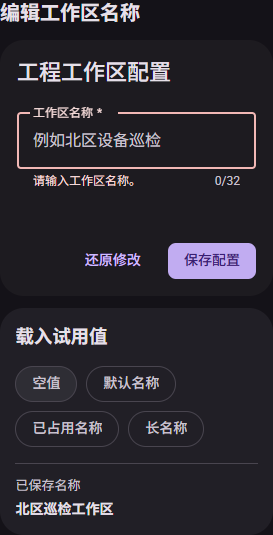 编辑工作区名称
工程工作区配置
工作区名称 *
例如北区设备巡检
请输入工作区名称。
0/32
还原修改
保存配置
载入试用值
空值
默认名称
已占用名称
长名称
已保存名称
北区巡检工作区